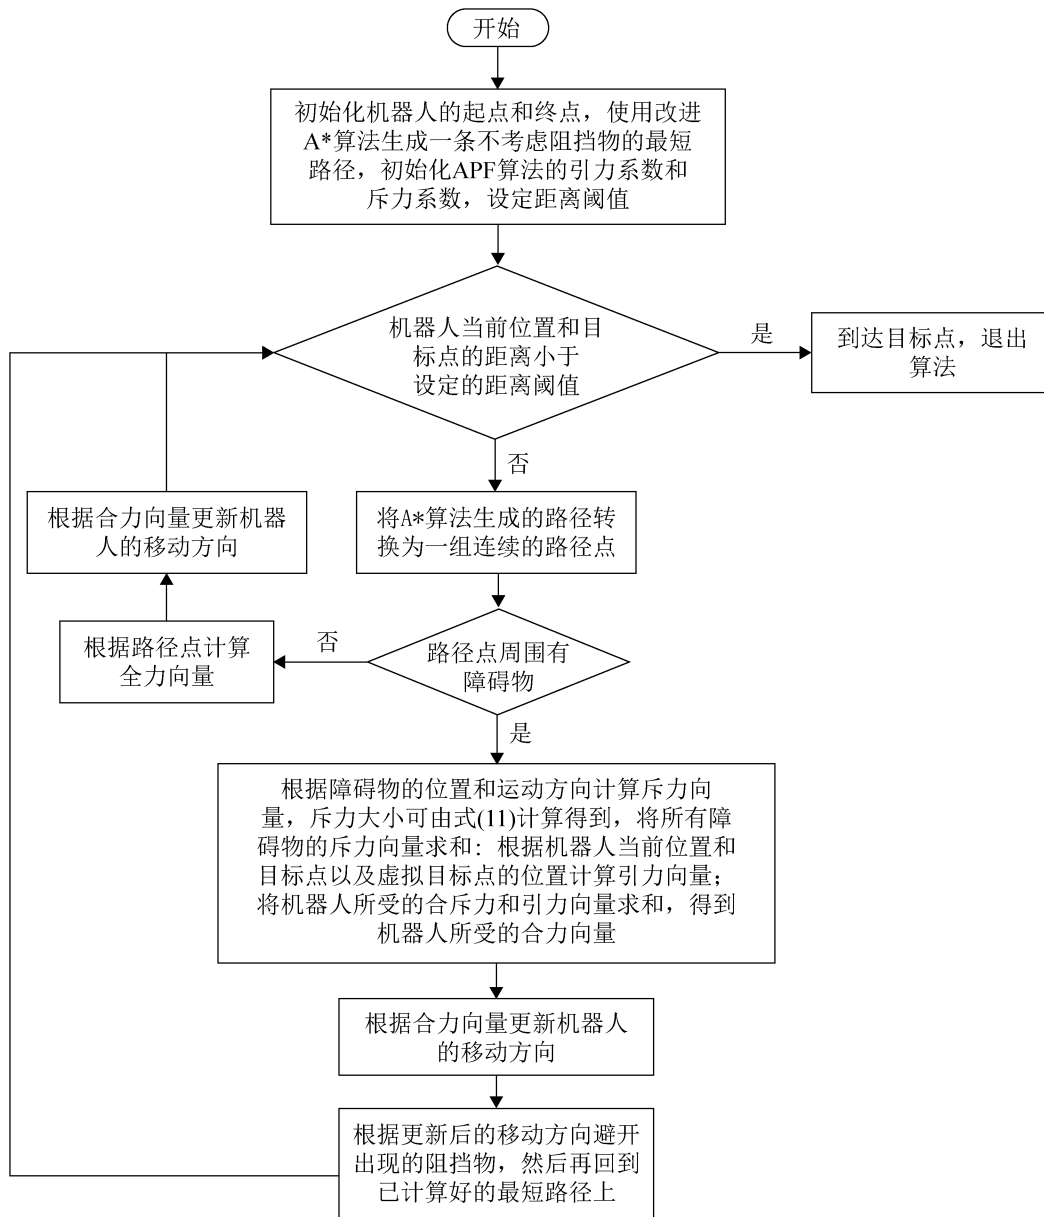 开始
初始化机器人的起点和终点，使用改进
A*算法生成一条不考虑阻挡物的最短
路径，初始化APF算法的引力系数和
斥力系数，设定距离阈值
机器人当前位置和目
标点的距离小于
设定的距离阈值
是
到达目标点，退出
算法
否
将A*算法生成的路径转
换为一组连续的路径点
根据合力向量更新机器
人的移动方向
路径点周围有
障碍物
否
根据路径点计算
全力向量
是
根据障碍物的位置和运动方向计算斥力向
量，斥力大小可由式(11)计算得到，将所有障
碍物的斥力向量求和：根据机器人当前位置和
目标点以及虚拟目标点的位置计算引力向量；
将机器人所受的合斥力和引力向量求和，得到
机器人所受的合力向量
根据合力向量更新机器人
的移动方向
根据更新后的移动方向避开
出现的阻挡物，然后再回到
已计算好的最短路径上